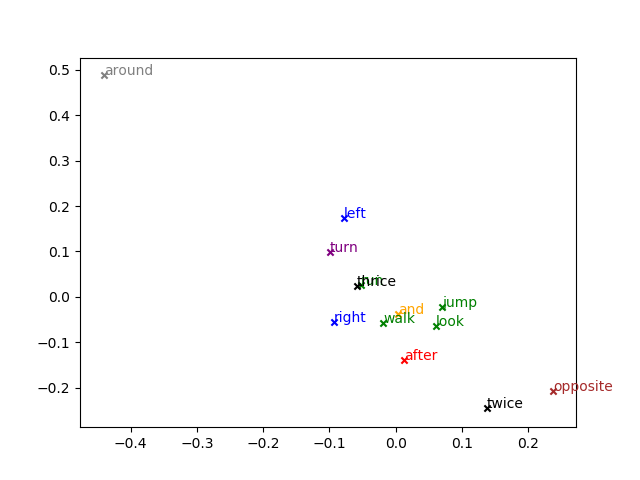 0.5
around
0.4
0.3
0.2
left
0.1
turn
thrice
0.0
jump
and
right
walk
look
−0.1
after
−0.2
opposite
twice
−0.4
−0.3
−0.2
−0.1
0.0
0.1
0.2